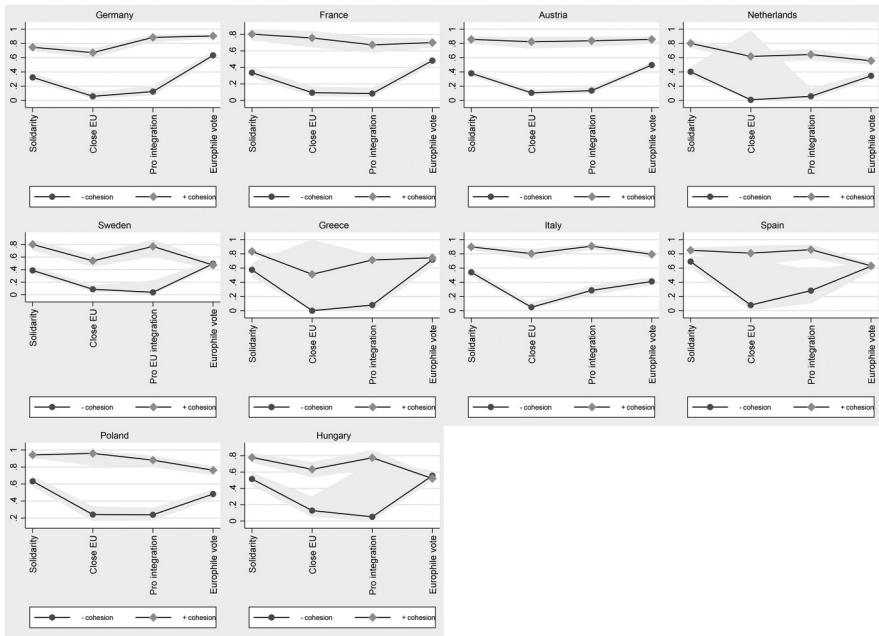 Germany
0 .2 .4 .6 .8 1
Solidarity
Close EU
Pro integration
Europhile vote
- cohesion + cohesion
France
0 .2 .4 .6 .8
Solidarity
Close EU
Pro integration
Europhile vote
- cohesion + cohesion
Austria
0 .2 .4 .6 .8 1
Solidarity
Close EU
Pro integration
Europhile vote
- cohesion + cohesion
Netherlands
0 .2 .4 .6 .8 1
Solidarity
Close EU
Pro integration
Europhile vote
- cohesion + cohesion
Sweden
0 .2 .4 .6 .8
Solidarity
Close EU
Pro EU integration
Europhile vote
- cohesion + cohesion
Greece
0 .2 .4 .6 .8 1
Solidarity
Close EU
Pro integration
Europhile vote
- cohesion + cohesion
Italy
0 .2 .4 .6 .8 1
Solidarity
Close EU
Pro integration
Europhile vote
- cohesion + cohesion
Spain
0 .2 .4 .6 .8 1
Solidarity
Close EU
Pro integration
Europhile vote
- cohesion + cohesion
Poland
.2 .4 .6 .8 1
Solidarity
Close EU
Pro integration
Europhile vote
- cohesion + cohesion
Hungary
0 .2 .4 .6 .8
Solidarity
Close EU
Pro integration
Europhile vote
- cohesion + cohesion